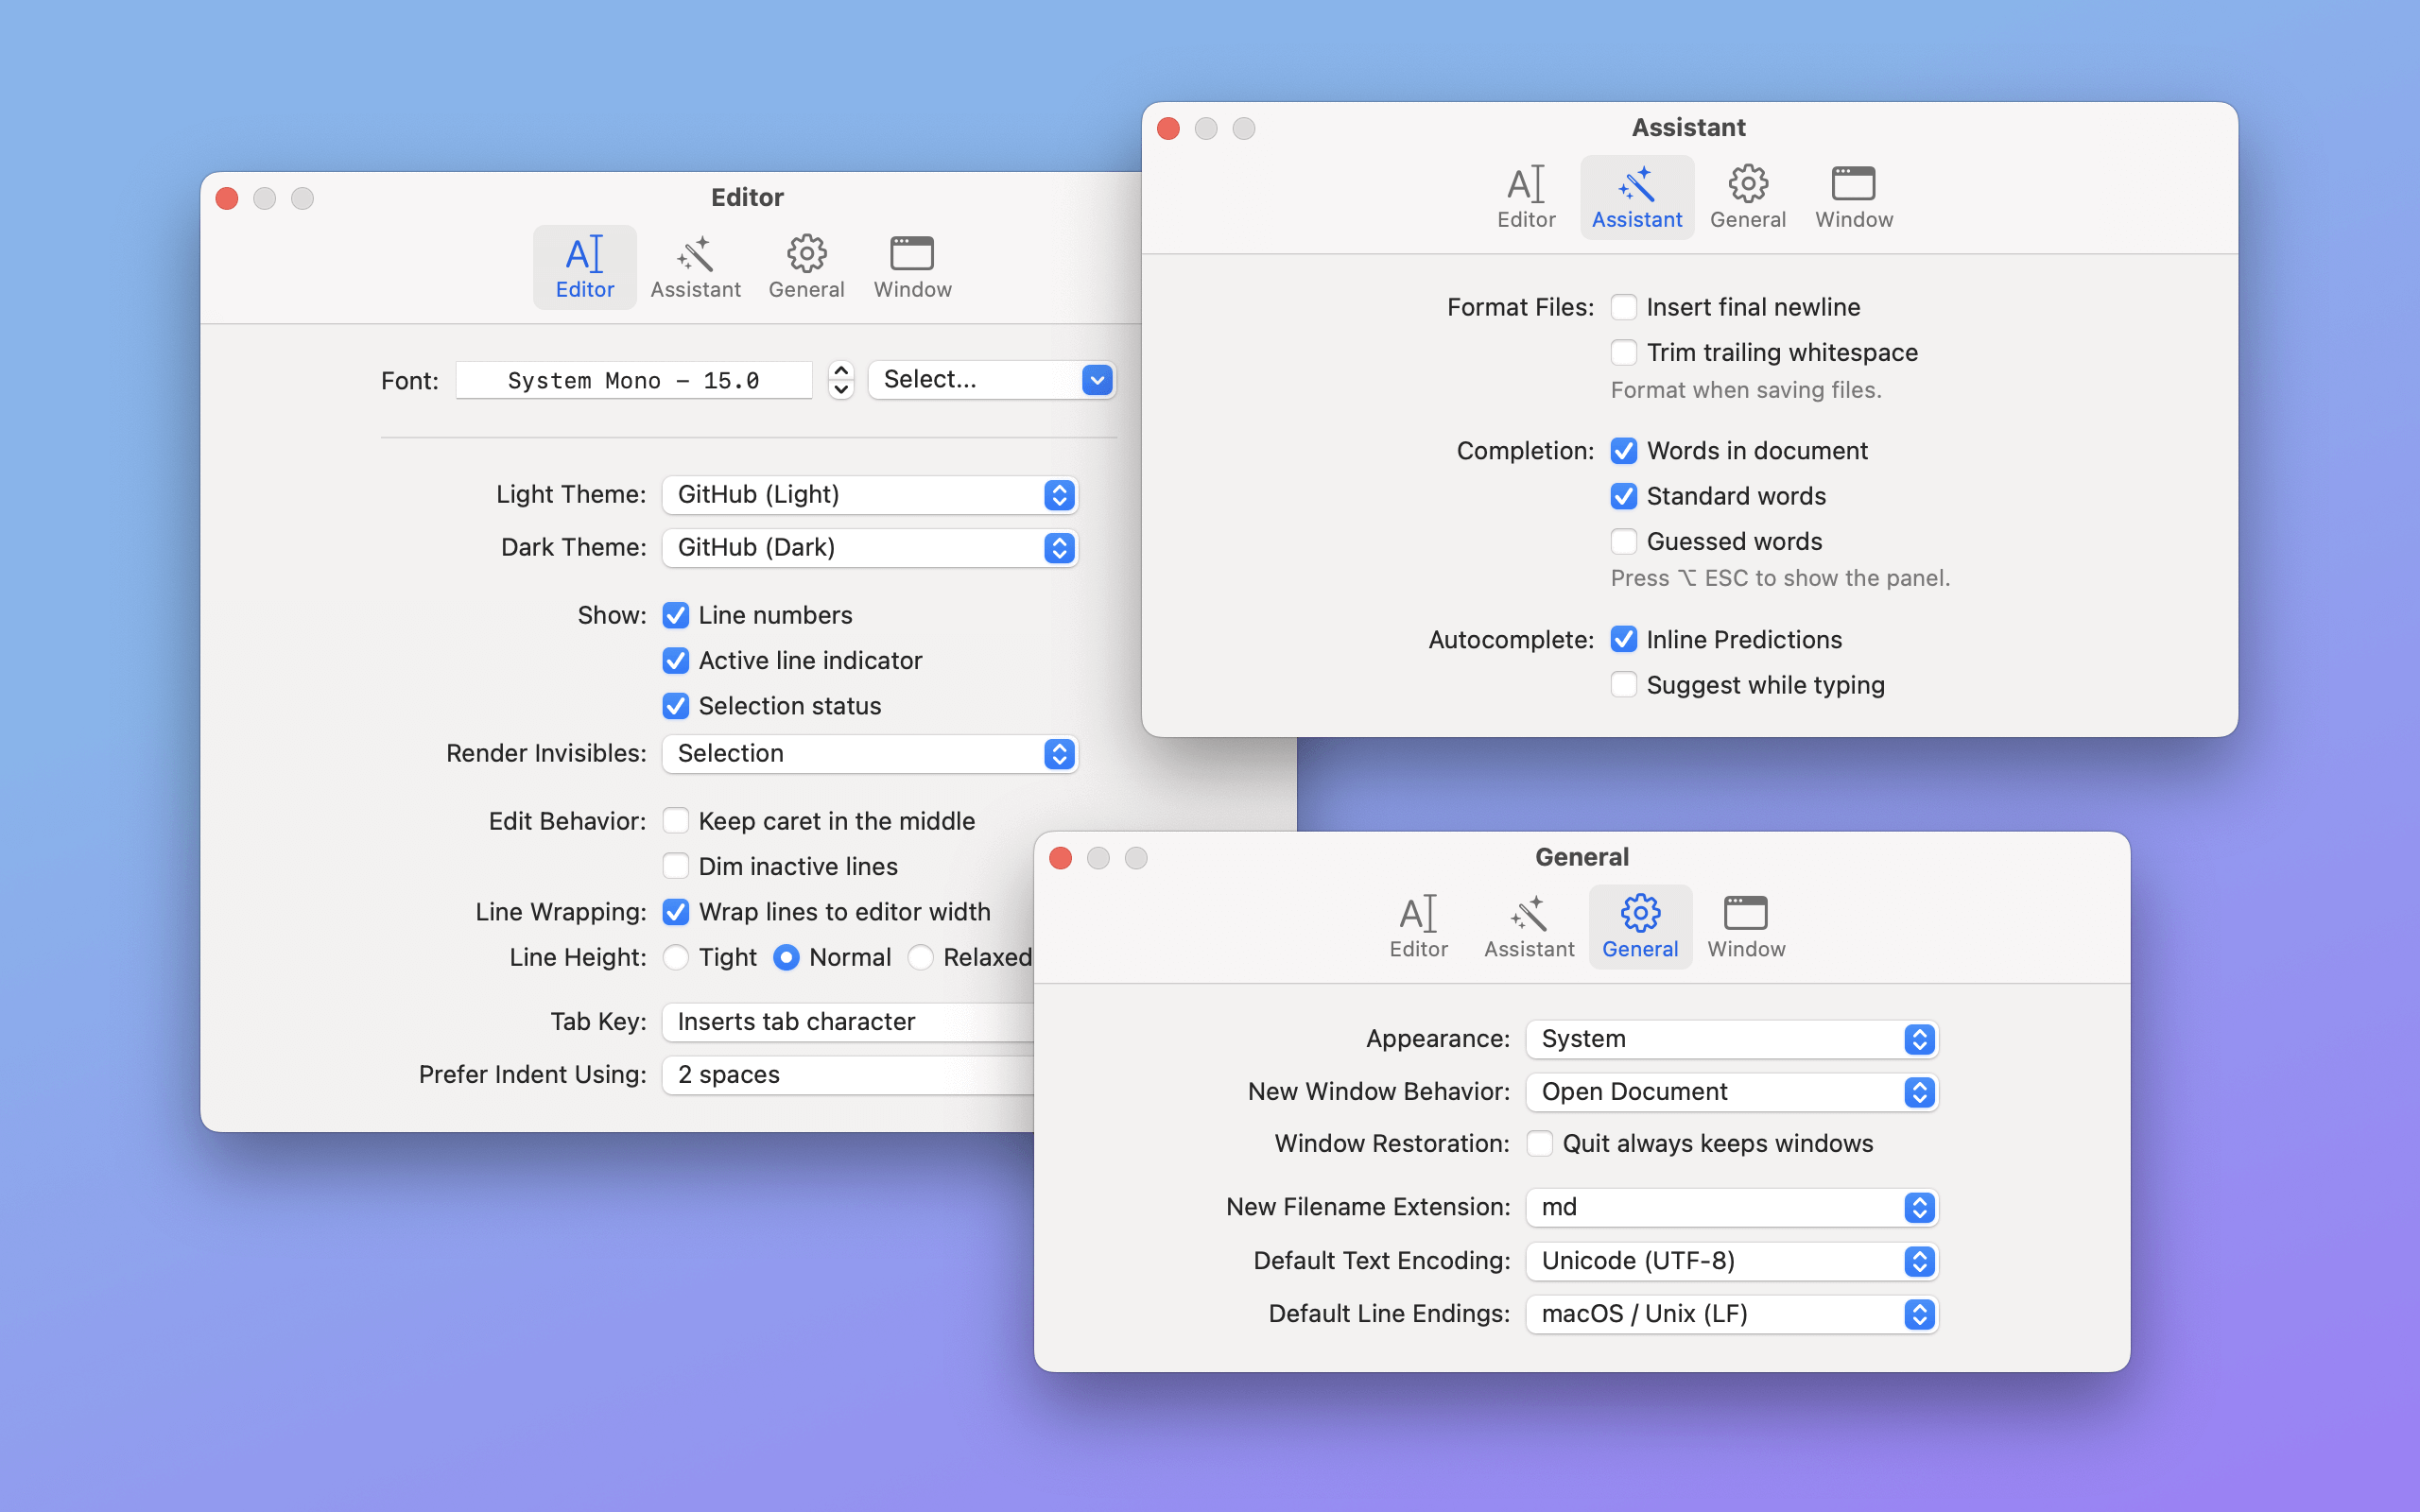 Editor
Editor Assistant General Window
Font: System Mono – 15.0 Select...
Light Theme: GitHub (Light)
Dark Theme: GitHub (Dark)
Show: Line numbers
Active line indicator
Selection status
Render Invisibles: Selection
Edit Behavior: Keep caret in the middle
Dim inactive lines
Line Wrapping: Wrap lines to editor width
Line Height: Tight Normal Relaxed
Tab Key: Inserts tab character
Prefer Indent Using: 2 spaces
Assistant
Editor Assistant General Window
Format Files: Insert final newline
Trim trailing whitespace
Format when saving files.
Completion: Words in document
Standard words
Guessed words
Press ⌥ ESC to show the panel.
Autocomplete: Inline Predictions
Suggest while typing
General
Editor Assistant General Window
Appearance: System
New Window Behavior: Open Document
Window Restoration: Quit always keeps windows
New Filename Extension: md
Default Text Encoding: Unicode (UTF-8)
Default Line Endings: macOS / Unix (LF)